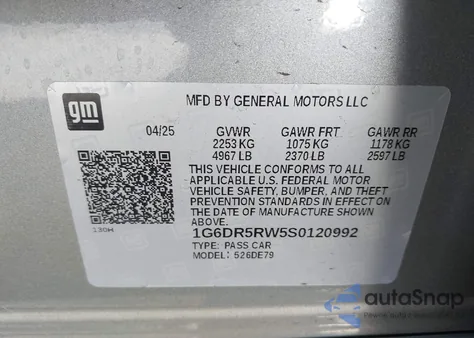 gm
MFD BY GENERAL MOTORS LLC
04/25 GVWR GAWR FRT GAWR RR
2253 KG 1075 KG 1178 KG
4967 LB 2370 LB 2597 LB
THIS VEHICLE CONFORMS TO ALL
APPLICABLE U.S. FEDERAL MOTOR
VEHICLE SAFETY, BUMPER, AND THEFT
PREVENTION STANDARDS IN EFFECT ON
THE DATE OF MANUFACTURE SHOWN
ABOVE.
130H
1G6DR5RW5S0120992
TYPE: PASS CAR
MODEL: 526DE79
autoSnap